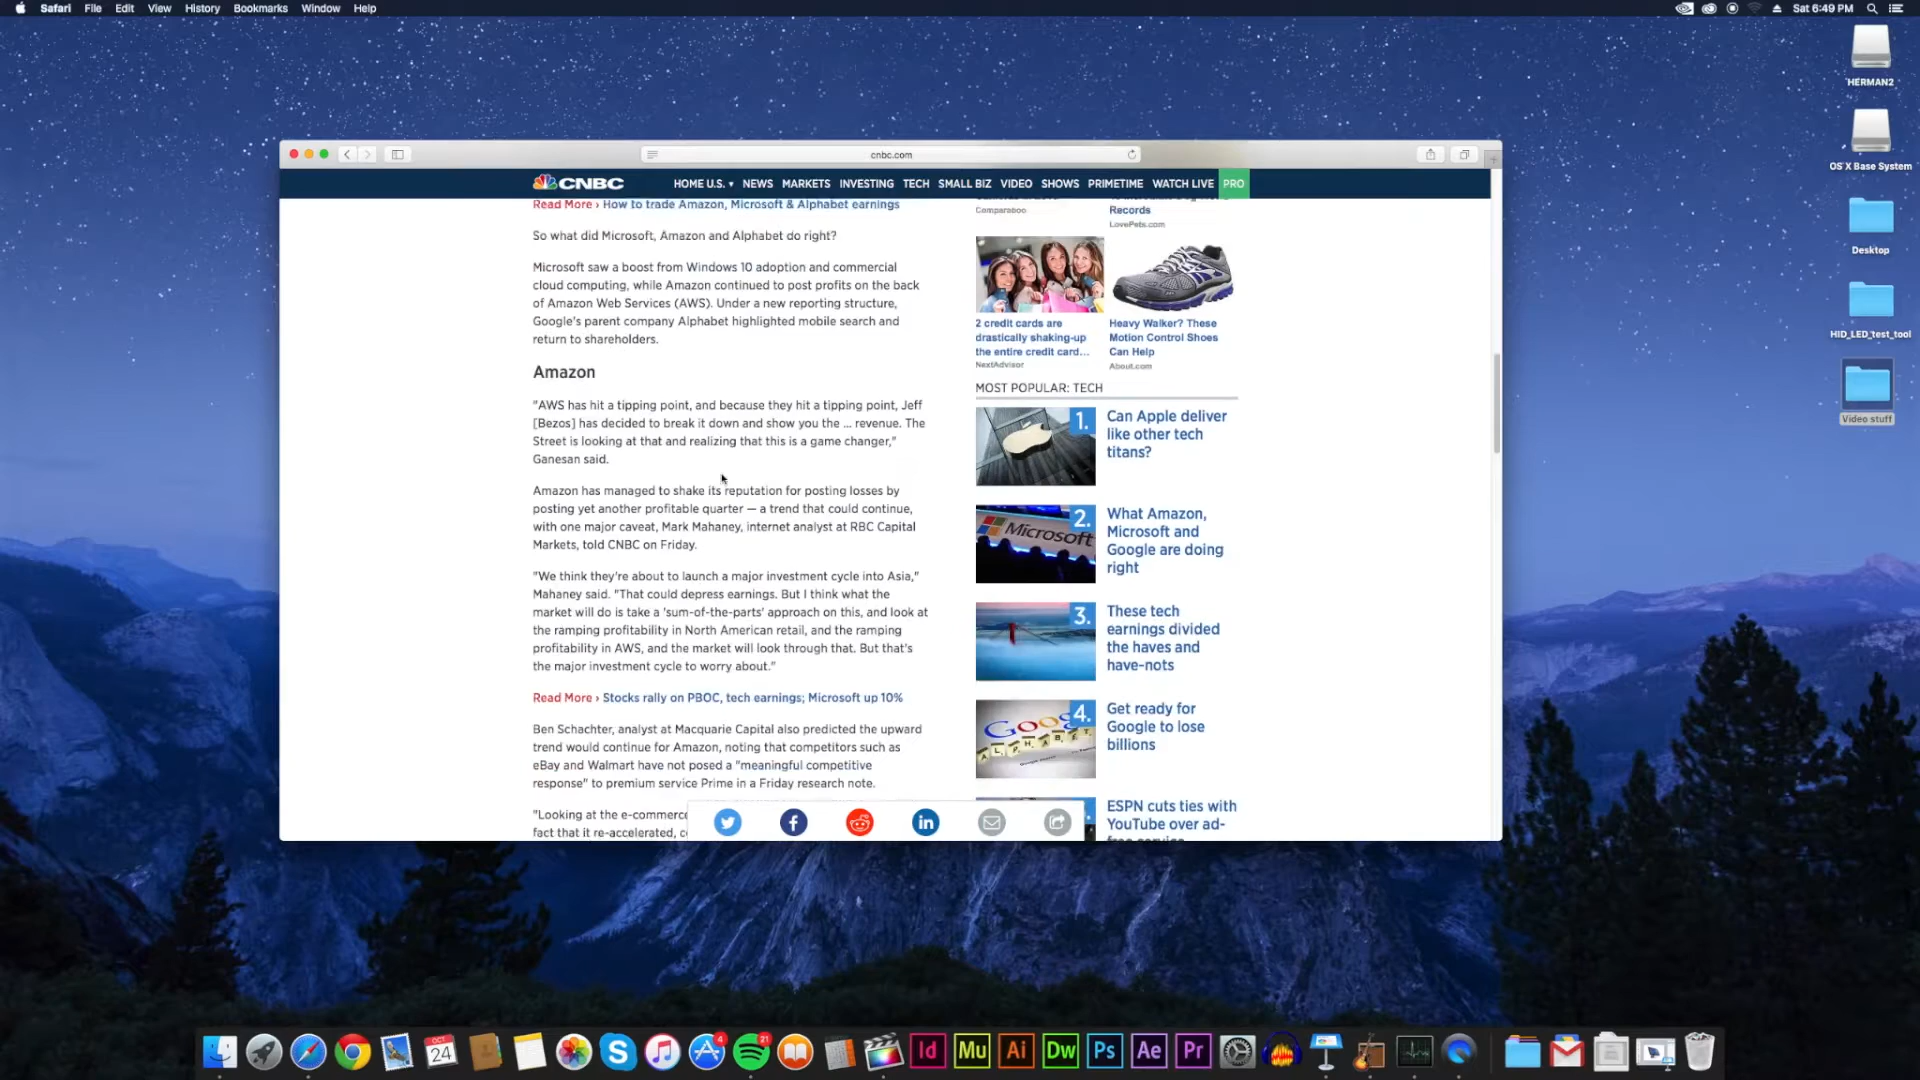 Safari File Edit View History Bookmarks Window Help
Sat 6:49 PM
HERMAN2
OS X Base System
Desktop
HID_LED_test_tool
Video stuff
cnbc.com
CNBC HOME U.S. NEWS MARKETS INVESTING TECH SMALL BIZ VIDEO SHOWS PRIMETIME WATCH LIVE PRO
Read More › How to trade Amazon, Microsoft & Alphabet earnings
So what did Microsoft, Amazon and Alphabet do right?
Microsoft saw a boost from Windows 10 adoption and commercial
cloud computing, while Amazon continued to post profits on the back
of Amazon Web Services (AWS). Under a new reporting structure,
Google's parent company Alphabet highlighted mobile search and
return to shareholders.
Amazon
"AWS has hit a tipping point, and because they hit a tipping point, Jeff
[Bezos] has decided to break it down and show you the ... revenue. The
Street is looking at that and realizing that this is a game changer,"
Ganesan said.
Amazon has managed to shake its reputation for posting losses by
posting yet another profitable quarter — a trend that could continue,
with one major caveat, Mark Mahaney, internet analyst at RBC Capital
Markets, told CNBC on Friday.
"We think they're about to launch a major investment cycle into Asia,"
Mahaney said. "That could depress earnings. But I think what the
market will do is take a 'sum-of-the-parts' approach on this, and look at
the ramping profitability in North American retail, and the ramping
profitability in AWS, and the market will look through that. But that's
the major investment cycle to worry about."
Read More › Stocks rally on PBOC, tech earnings; Microsoft up 10%
Ben Schachter, analyst at Macquarie Capital also predicted the upward
trend would continue for Amazon, noting that competitors such as
eBay and Walmart have not posed a "meaningful competitive
response" to premium service Prime in a Friday research note.
"Looking at the e-commerc
fact that it re-accelerated, c
Comparaboo
Records
LovePets.com
2 credit cards are
drastically shaking-up
the entire credit card...
NextAdvisor
Heavy Walker? These
Motion Control Shoes
Can Help
About.com
MOST POPULAR: TECH
1.
Can Apple deliver
like other tech
titans?
2.
Microsoft
What Amazon,
Microsoft and
Google are doing
right
3.
These tech
earnings divided
the haves and
have-nots
4.
Goog
ALPHABET
Get ready for
Google to lose
billions
ESPN cuts ties with
YouTube over ad-
free service
in
OCT
24
4
21
Id Mu Ai Dw Ps Ae Pr